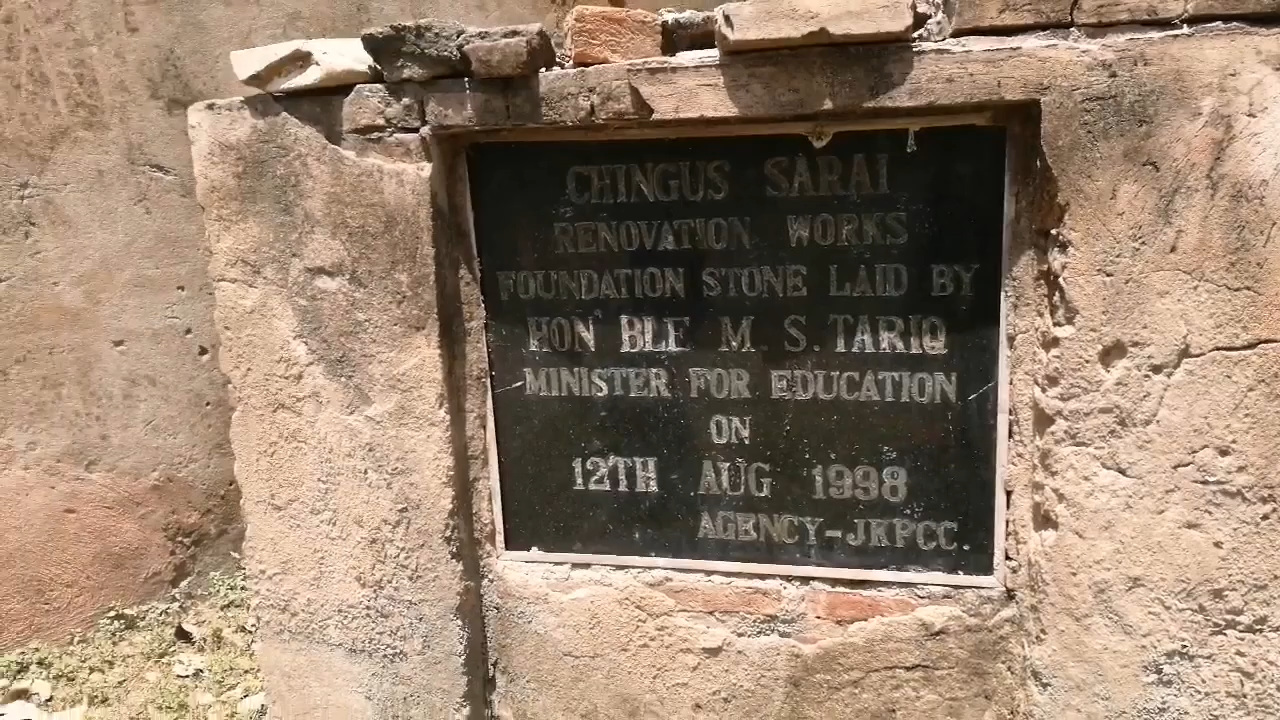 CHINGUS SARAI
RENOVATION WORKS
FOUNDATION STONE LAID BY
HON'BLE M.S.TARIQ
MINISTER FOR EDUCATION
ON
12TH AUG 1998
AGENCY-JKPCC.